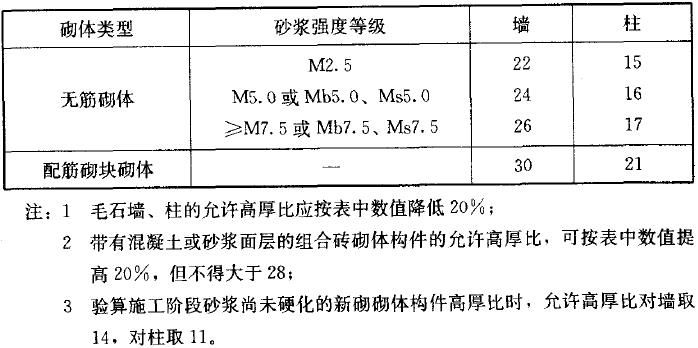 砌体类型 砂浆强度等级 墙 柱
无筋砌体 M2.5 22 15
M5.0或Mb5.0、Ms5.0 24 16
≥M7.5或Mb7.5、Ms7.5 26 17
配筋砌块砌体 — 30 21
注：1 毛石墙、柱的允许高厚比应按表中数值降低20%；
2 带有混凝土或砂浆面层的组合砖砌体构件的允许高厚比，可按表中数值提
高20%，但不得大于28；
3 验算施工阶段砂浆尚未硬化的新砌砌体构件高厚比时，允许高厚比对墙取
14，对柱取11。